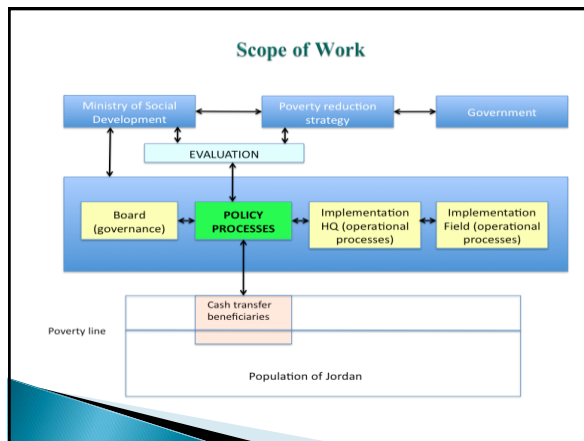 Scope of Work
Ministry of Social
Development
Poverty reduction
strategy
Government
EVALUATION
Board
(governance)
POLICY
PROCESSES
Implementation
HQ (operational
processes)
Implementation
Field (operational
processes)
Cash transfer
beneficiaries
Poverty line
Population of Jordan